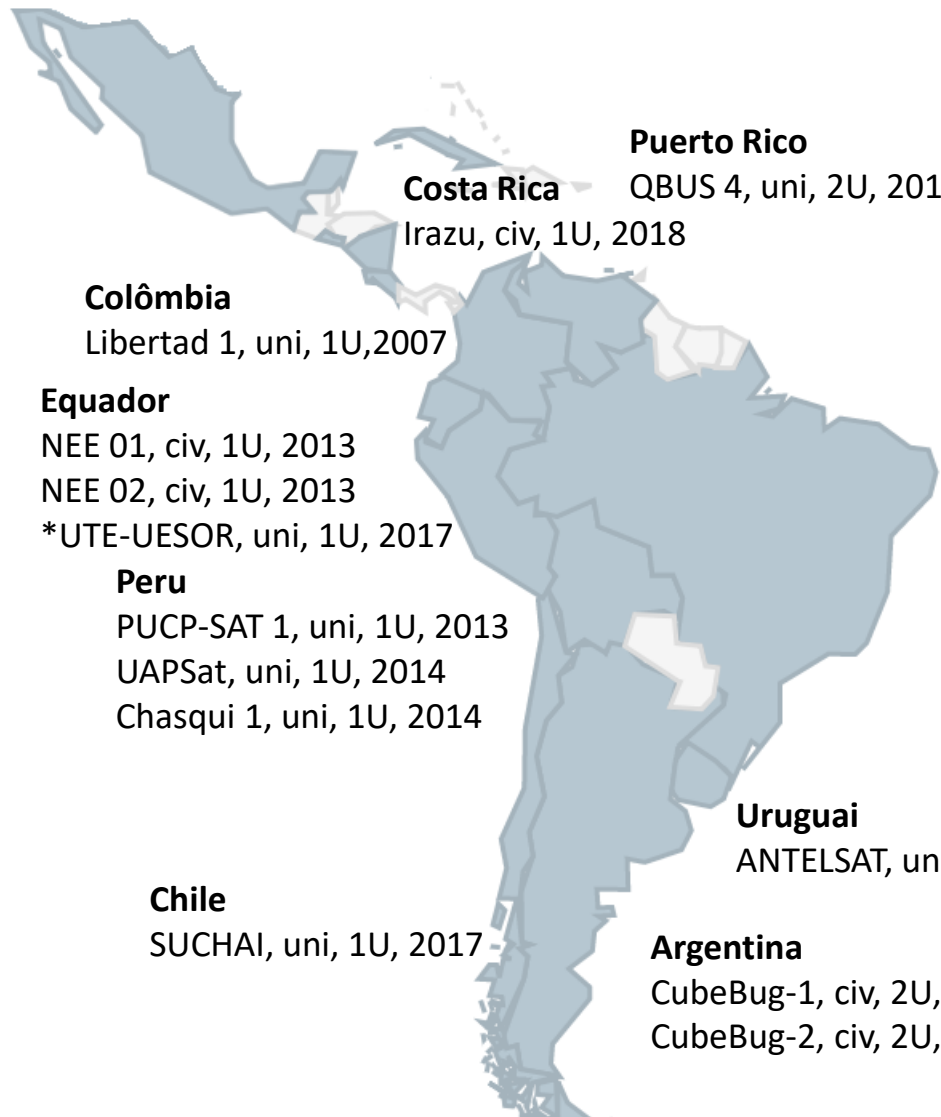 Puerto Rico
QBUS 4, uni, 2U, 201
Costa Rica
Irazu, civ, 1U, 2018
Colômbia
Libertad 1, uni, 1U,2007
Equador
NEE 01, civ, 1U, 2013
NEE 02, civ, 1U, 2013
*UTE-UESOR, uni, 1U, 2017
Peru
PUCP-SAT 1, uni, 1U, 2013
UAPSat, uni, 1U, 2014
Chasqui 1, uni, 1U, 2014
Uruguai
ANTELSAT, un
Chile
SUCHAI, uni, 1U, 2017
Argentina
CubeBug-1, civ, 2U,
CubeBug-2, civ, 2U,